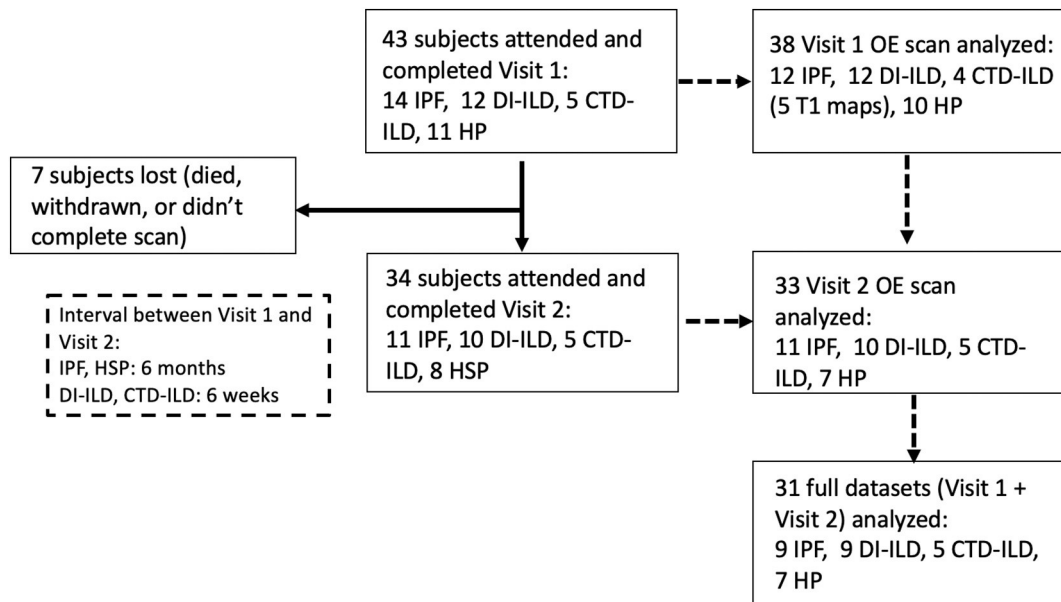 43 subjects attended and
completed Visit 1:
14 IPF, 12 DI-ILD, 5 CTD-
ILD, 11 HP
38 Visit 1 OE scan analyzed:
12 IPF, 12 DI-ILD, 4 CTD-ILD
(5 T1 maps), 10 HP
7 subjects lost (died,
withdrawn, or didn't
complete scan)
34 subjects attended and
completed Visit 2:
11 IPF, 10 DI-ILD, 5 CTD-
ILD, 8 HSP
33 Visit 2 OE scan
analyzed:
11 IPF, 10 DI-ILD, 5 CTD-
ILD, 7 HP
Interval between Visit 1 and
Visit 2:
IPF, HSP: 6 months
DI-ILD, CTD-ILD: 6 weeks
31 full datasets (Visit 1 +
Visit 2) analyzed:
9 IPF, 9 DI-ILD, 5 CTD-ILD,
7 HP